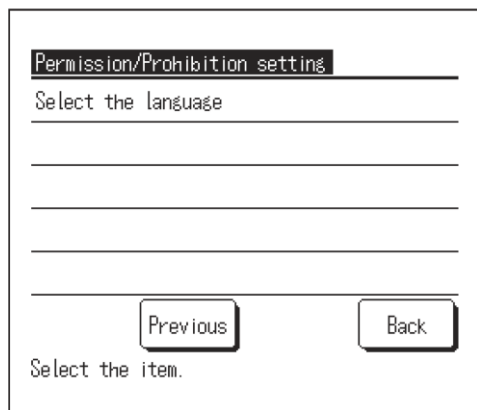 Permission/Prohibition setting
Select the language
Previous
Back
Select the item.